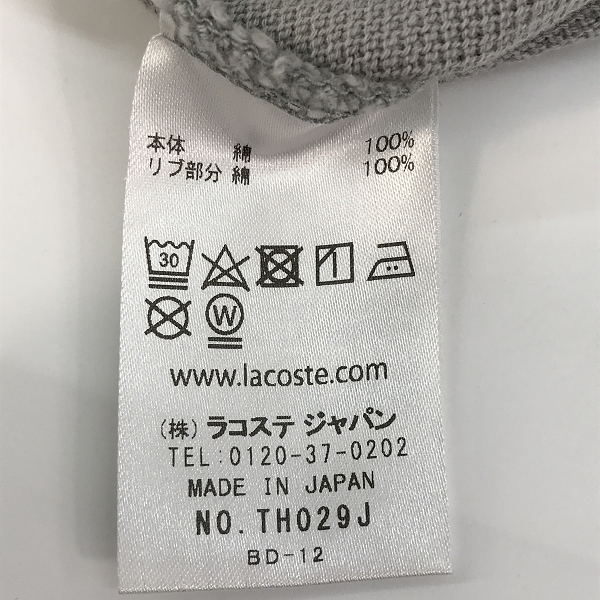 本体 綿 100%
リブ部分 綿 100%
30
W
www.lacoste.com
(株) ラコステ ジャパン
TEL:0120-37-0202
MADE IN JAPAN
NO.TH029J
BD-12